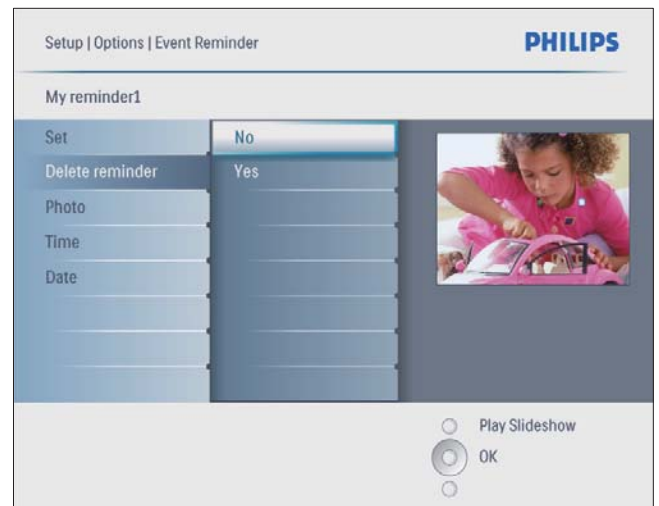 Setup | Options | Event Reminder
PHILIPS
My reminder1
Set
No
Delete reminder
Yes
Photo
Time
Date
Play Slideshow
OK